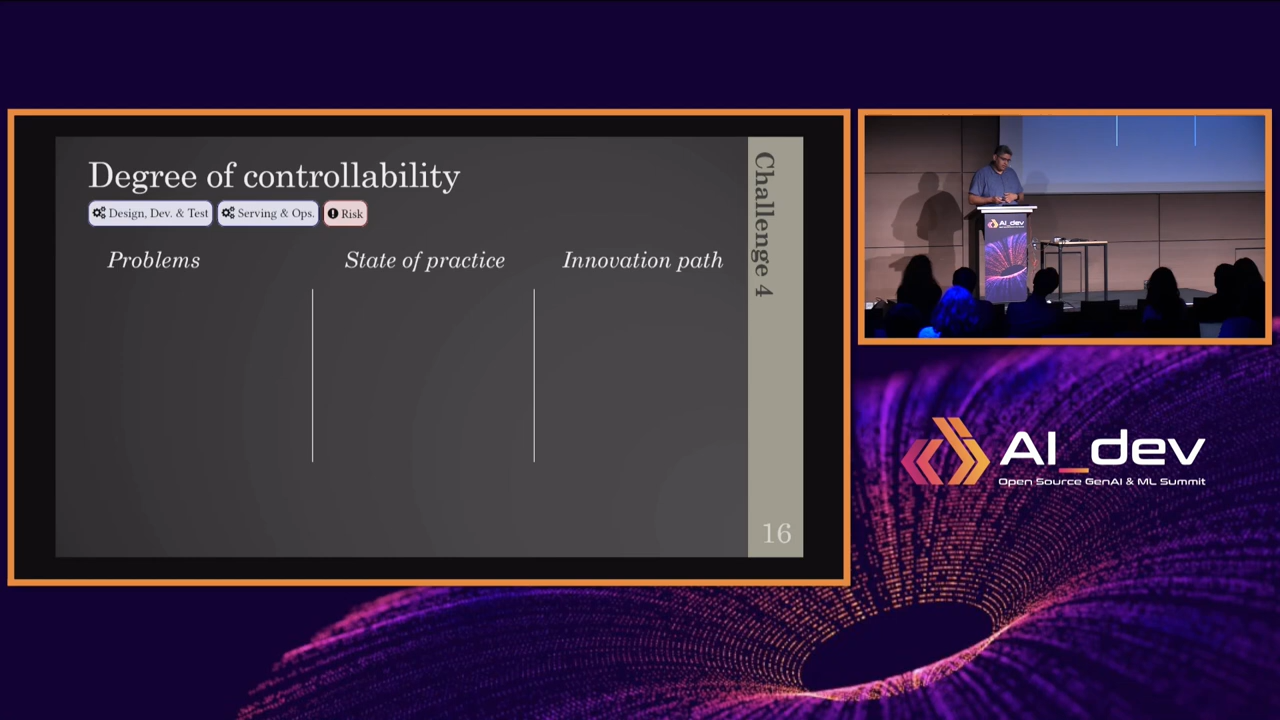 Degree of controllability
Design, Dev. & Test
Serving & Ops.
Risk
Problems
State of practice
Innovation path
Challenge 4
16
AI_dev
AI_dev
Open Source GenAI & ML Summit